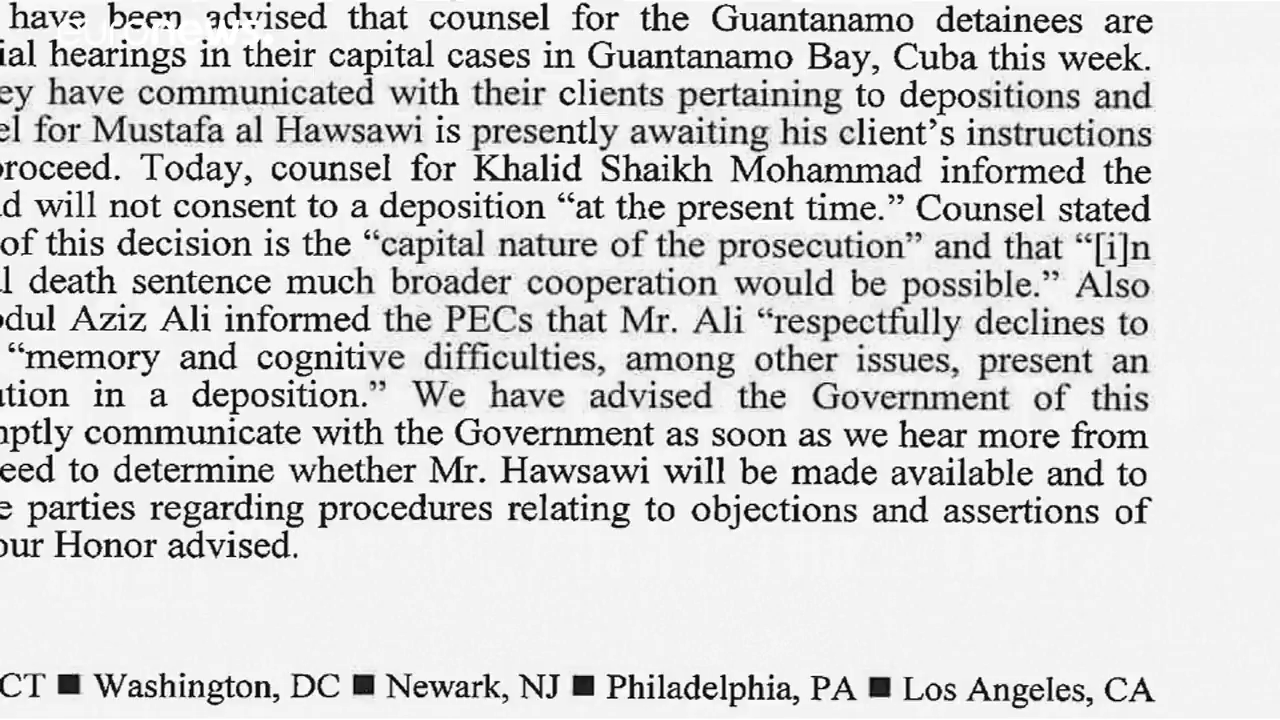 have been advised that counsel for the Guantanamo detainees are
euronews.
ial hearings in their capital cases in Guantanamo Bay, Cuba this week.
ey have communicated with their clients pertaining to depositions and
el for Mustafa al Hawsawi is presently awaiting his client’s instructions
proceed. Today, counsel for Khalid Shaikh Mohammad informed the
d will not consent to a deposition “at the present time.” Counsel stated
of this decision is the “capital nature of the prosecution” and that “[i]n
l death sentence much broader cooperation would be possible.” Also
dul Aziz Ali informed the PECs that Mr. Ali “respectfully declines to
“memory and cognitive difficulties, among other issues, present an
tion in a deposition.” We have advised the Government of this
ptly communicate with the Government as soon as we hear more from
eed to determine whether Mr. Hawsawi will be made available and to
e parties regarding procedures relating to objections and assertions of
our Honor advised.
CT ■ Washington, DC ■ Newark, NJ ■ Philadelphia, PA ■ Los Angeles, CA